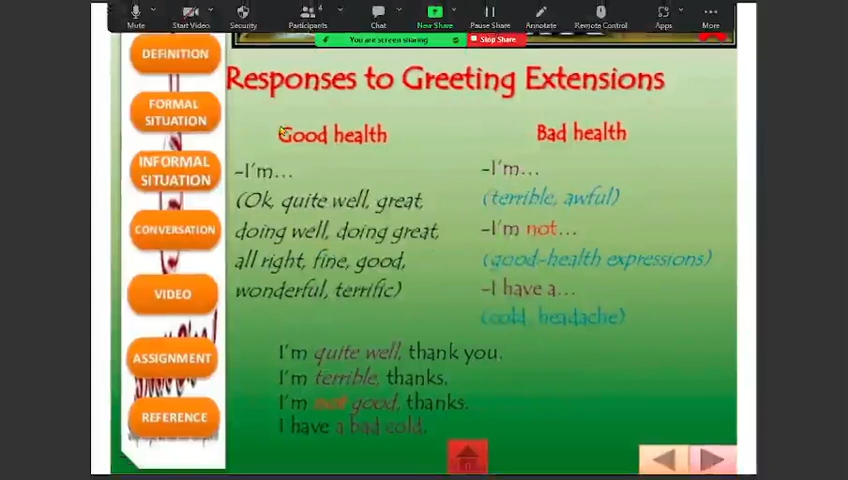 Mute
Start Video
Security
Participants
4
Chat
New Share
Pause Share
Annotate
Remote Control
Apps
More
You are screen sharing
Stop Share
DEFINITION
FORMAL
SITUATION
INFORMAL
SITUATION
CONVERSATION
VIDEO
ASSIGNMENT
REFERENCE
Responses to Greeting Extensions
Good health
-I'm...
(Ok, quite well, great,
doing well, doing great,
all right, fine, good,
wonderful, terrific)
Bad health
-I'm...
(terrible, awful)
-I'm not...
(good-health expressions)
-I have a...
(cold, headache)
I'm quite well, thank you.
I'm terrible, thanks.
I'm not good, thanks.
I have a bad cold.